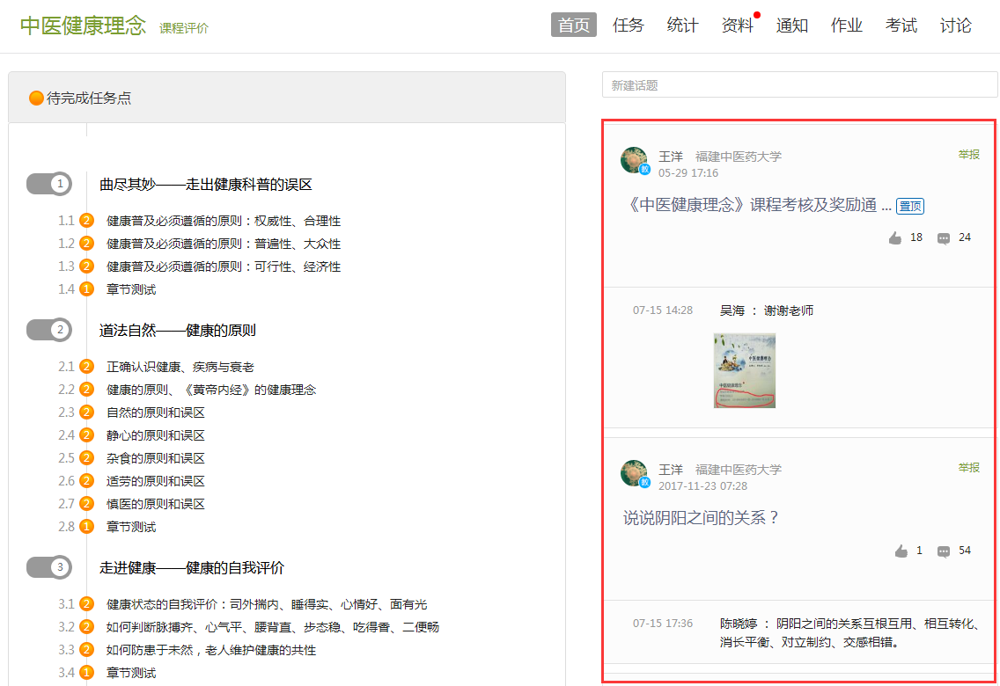 中医健康理念 课程评价
首页 任务 统计 资料 通知 作业 考试 讨论
待完成任务点
1 曲尽其妙——走出健康科普的误区
1.1 2 健康普及必须遵循的原则：权威性、合理性
1.2 2 健康普及必须遵循的原则：普遍性、大众性
1.3 2 健康普及必须遵循的原则：可行性、经济性
1.4 1 章节测试
2 道法自然——健康的原则
2.1 2 正确认识健康、疾病与衰老
2.2 2 健康的原则、《黄帝内经》的健康理念
2.3 2 自然的原则和误区
2.4 2 静心的原则和误区
2.5 2 杂食的原则和误区
2.6 2 适劳的原则和误区
2.7 2 慎医的原则和误区
2.8 1 章节测试
3 走进健康——健康的自我评价
3.1 2 健康状态的自我评价：司外揣内、睡得实、心情好、面有光
3.2 2 如何判断脉搏齐、心气平、腰背直、步态稳、吃得香、二便畅
3.3 2 如何防患于未然，老人维护健康的共性
3.4 1 章节测试
新建话题
王洋 福建中医药大学 举报
教
05-29 17:16
《中医健康理念》课程考核及奖励通 ... 置顶
18 24
07-15 14:28 吴海 ： 谢谢老师
中医健康理念
中医健康理念
王洋 福建中医药大学 举报
教
2017-11-23 07:28
说说阴阳之间的关系？
1 54
07-15 17:36 陈晓婷 ： 阴阳之间的关系互根互用、相互转化、
消长平衡、对立制约、交感相错。